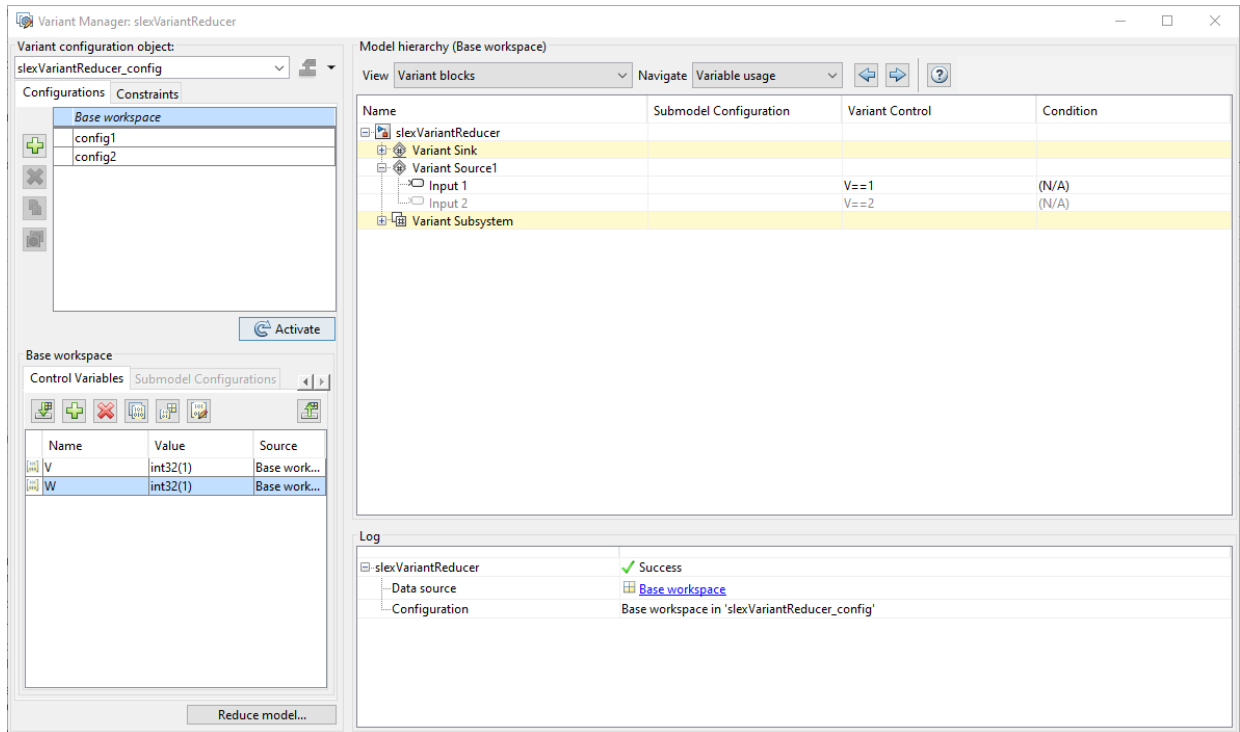 Variant Manager: slexVariantReducer
Variant configuration object:
slexVariantReducer_config
Configurations Constraints
Base workspace
config1
config2
Activate
Base workspace
Control Variables Submodel Configurations
Name Value Source
V int32(1) Base work...
W int32(1) Base work...
Reduce model...
Model hierarchy (Base workspace)
View Variant blocks Navigate Variable usage
Name Submodel Configuration Variant Control Condition
slexVariantReducer
Variant Sink
Variant Source1
Input 1 V==1 (N/A)
Input 2 V==2 (N/A)
Variant Subsystem
Log
slexVariantReducer Success
Data source Base workspace
Configuration Base workspace in 'slexVariantReducer_config'